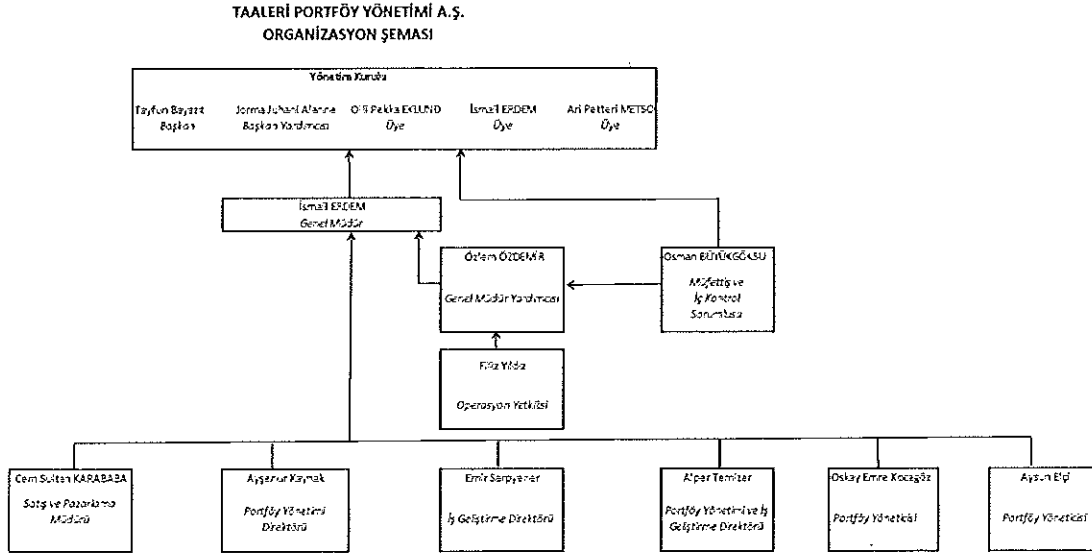 TAALERİ PORTFÖY YÖNETİMİ A.Ş.
ORGANİZASYON ŞEMASI
Yönetim Kurulu
Tayfun Bayazıt
Başkan
Jorma Juhani Alanne
Başkan Yardımcısı
Olli Pekka EKLUND
Üye
İsmail ERDEM
Üye
Ari Petteri METSO
Üye
İsmail ERDEM
Genel Müdür
Özlem ÖZDEMİR
Genel Müdür Yardımcısı
Osman BÜYÜKGÖKSU
Müfettiş ve
İç Kontrol
Sorumlusu
Filiz Yıldız
Operasyon Yetkilisi
Cem Sultan KARABABA
Satış ve Pazarlama
Müdürü
Ayşenur Kaynak
Portföy Yönetimi
Direktörü
Emir Sarpyener
İş Geliştirme Direktörü
Alper Temizer
Portföy Yönetimi ve İş
Geliştirme Direktörü
Oskay Emre Kocagöz
Portföy Yöneticisi
Aysun Elçi
Portföy Yöneticisi